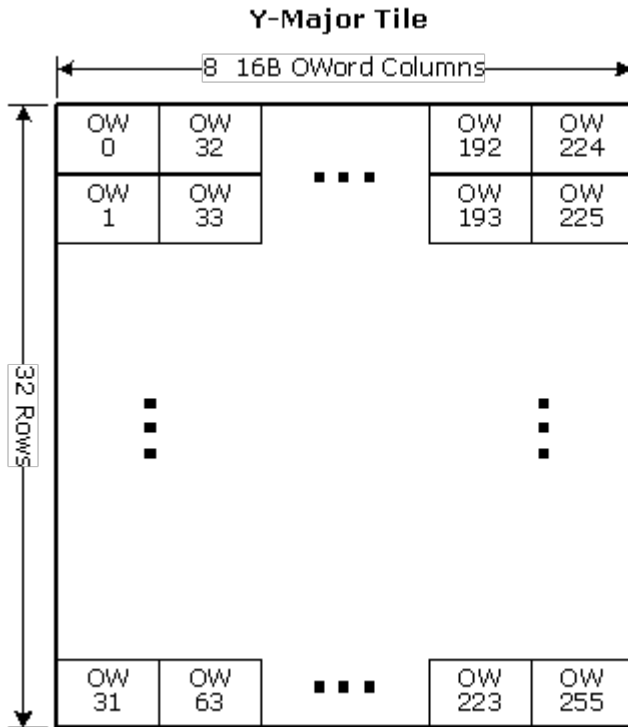 Y-Major Tile
8 16B OWord Columns
OW 0
OW 32
OW 192
OW 224
OW 1
OW 33
OW 193
OW 225
32 Rows
OW 31
OW 63
OW 223
OW 255